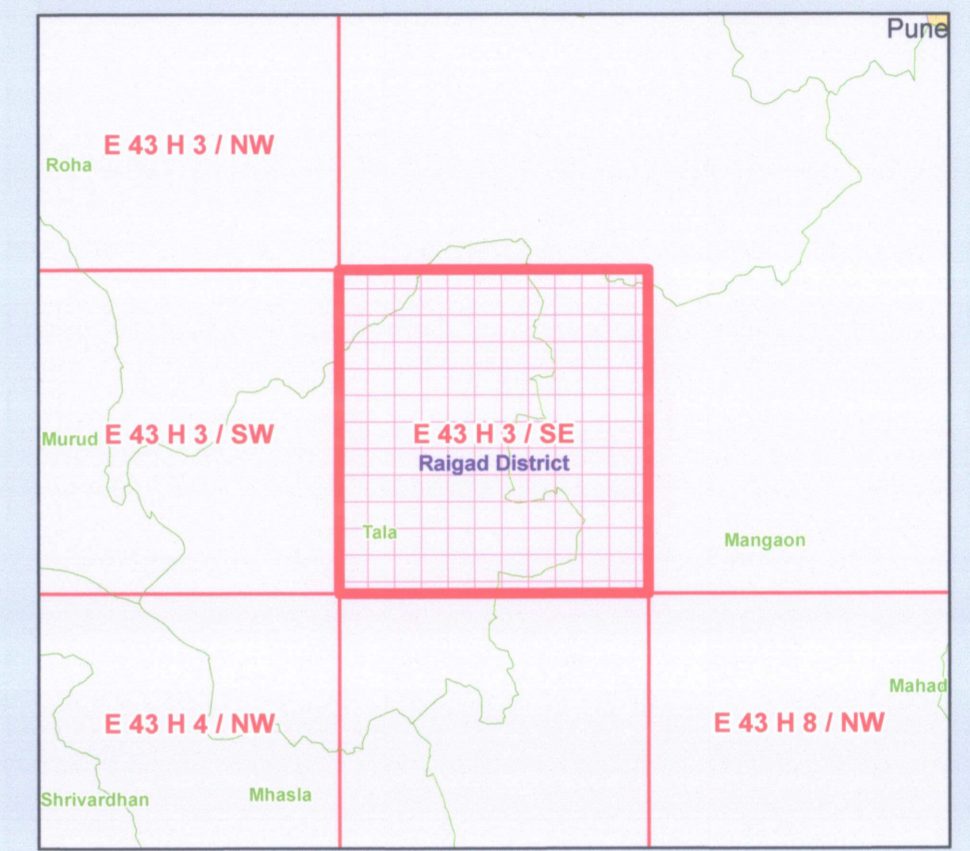 Pune
E 43 H 3 / NW
Roha
Murud
E 43 H 3 / SW
E 43 H 3 / SE
Raigad District
Tala
Mangaon
Mahad
E 43 H 4 / NW
E 43 H 8 / NW
Shrivardhan
Mhasla